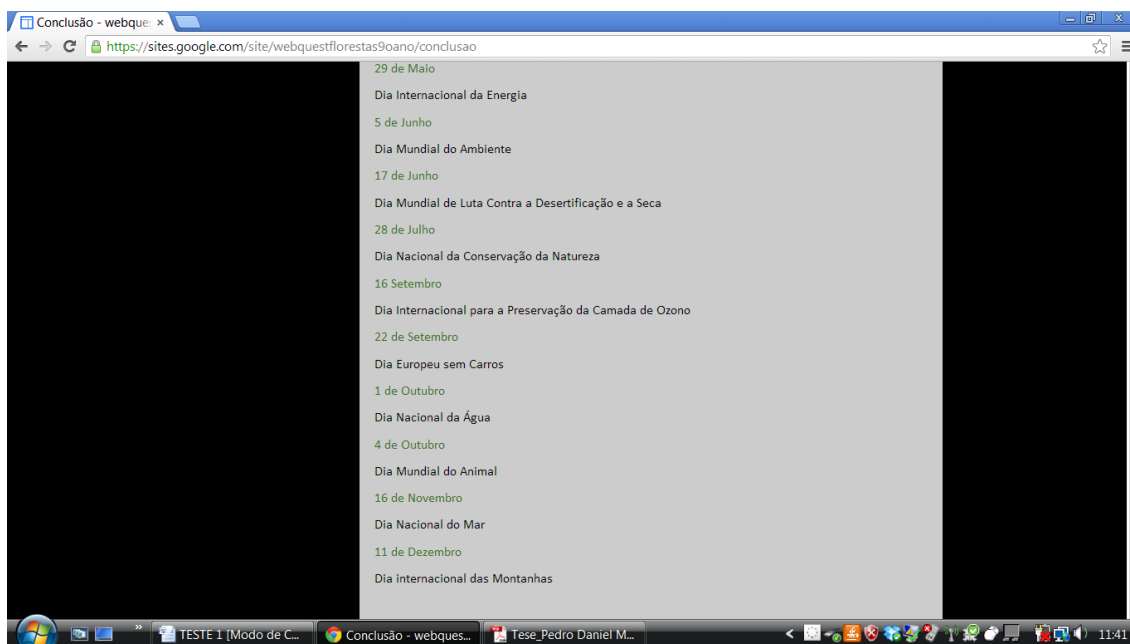 Conclusão - webque
https://sites.google.com/site/webquestflorestas9oano/conclusao
29 de Maio
Dia Internacional da Energia
5 de Junho
Dia Mundial do Ambiente
17 de Junho
Dia Mundial de Luta Contra a Desertificação e a Seca
28 de Julho
Dia Nacional da Conservação da Natureza
16 Setembro
Dia Internacional para a Preservação da Camada de Ozono
22 de Setembro
Dia Europeu sem Carros
1 de Outubro
Dia Nacional da Água
4 de Outubro
Dia Mundial do Animal
16 de Novembro
Dia Nacional do Mar
11 de Dezembro
Dia internacional das Montanhas
TESTE 1 [Modo de C... Conclusão - webques... Tese_Pedro Daniel M... 11:41